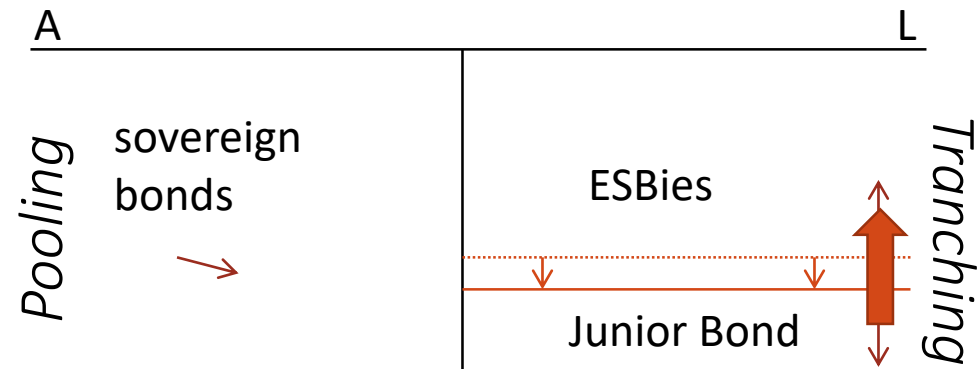 A
L
Pooling
sovereign
bonds
ESBies
Junior Bond
Tranching